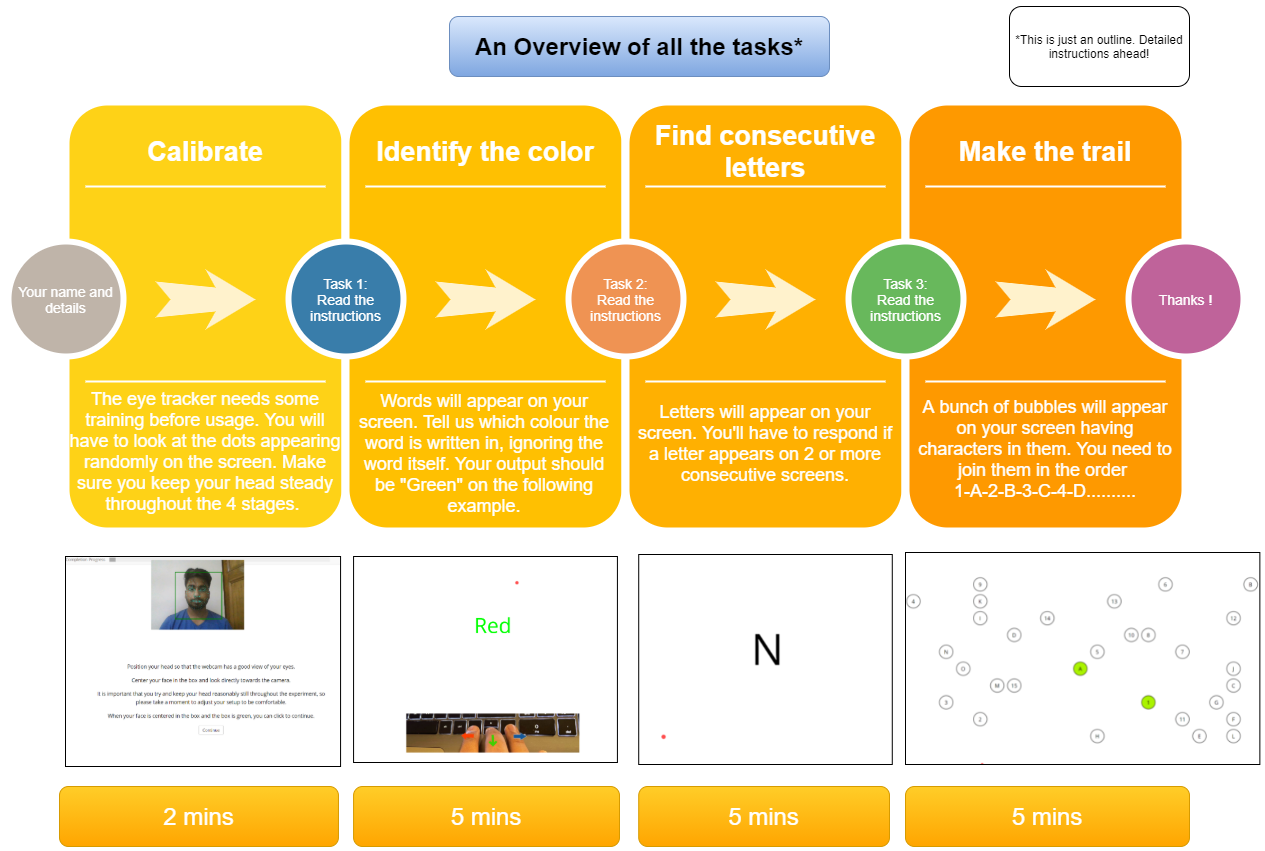 An Overview of all the tasks*
*This is just an outline. Detailed
instructions ahead!
Calibrate
Identify the color
Find consecutive
letters
Make the trail
Your name and
details
Task 1:
Read the
instructions
Task 2:
Read the
instructions
Task 3:
Read the
instructions
Thanks !
The eye tracker needs some
training before usage. You will
have to look at the dots appearing
randomly on the screen. Make
sure you keep your head steady
throughout the 4 stages.
Words will appear on your
screen. Tell us which colour the
word is written in, ignoring the
word itself. Your output should
be "Green" on the following
example.
Letters will appear on your
screen. You'll have to respond if
a letter appears on 2 or more
consecutive screens.
A bunch of bubbles will appear
on your screen having
characters in them. You need to
join them in the order
1-A-2-B-3-C-4-D..........
Completion Progress:
Position your head so that the webcam has a good view of your eyes.
Center your face in the box and look directly towards the camera.
It is important that you try and keep your head reasonably still throughout the experiment, so
please take a moment to adjust your setup to be comfortable.
When your face is centered in the box and the box is green, you can click to continue.
Continue
Red
N
9
6
B
4
K
13
I
14
12
D
10
8
N
5
7
O
A
J
M
15
C
3
1
G
2
11
F
H
E
L
2 mins
5 mins
5 mins
5 mins